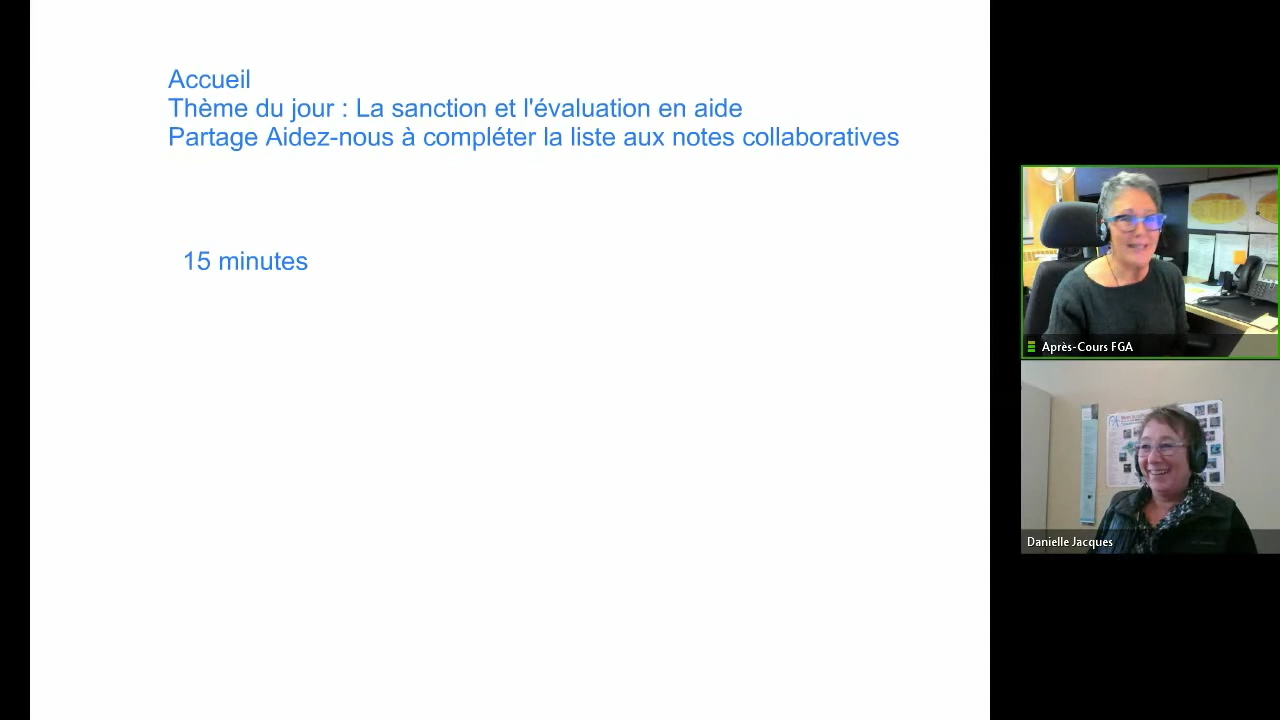 Accueil
Thème du jour : La sanction et l'évaluation en aide
Partage Aidez-nous à compléter la liste aux notes collaboratives
15 minutes
Après-Cours FGA
Danielle Jacques